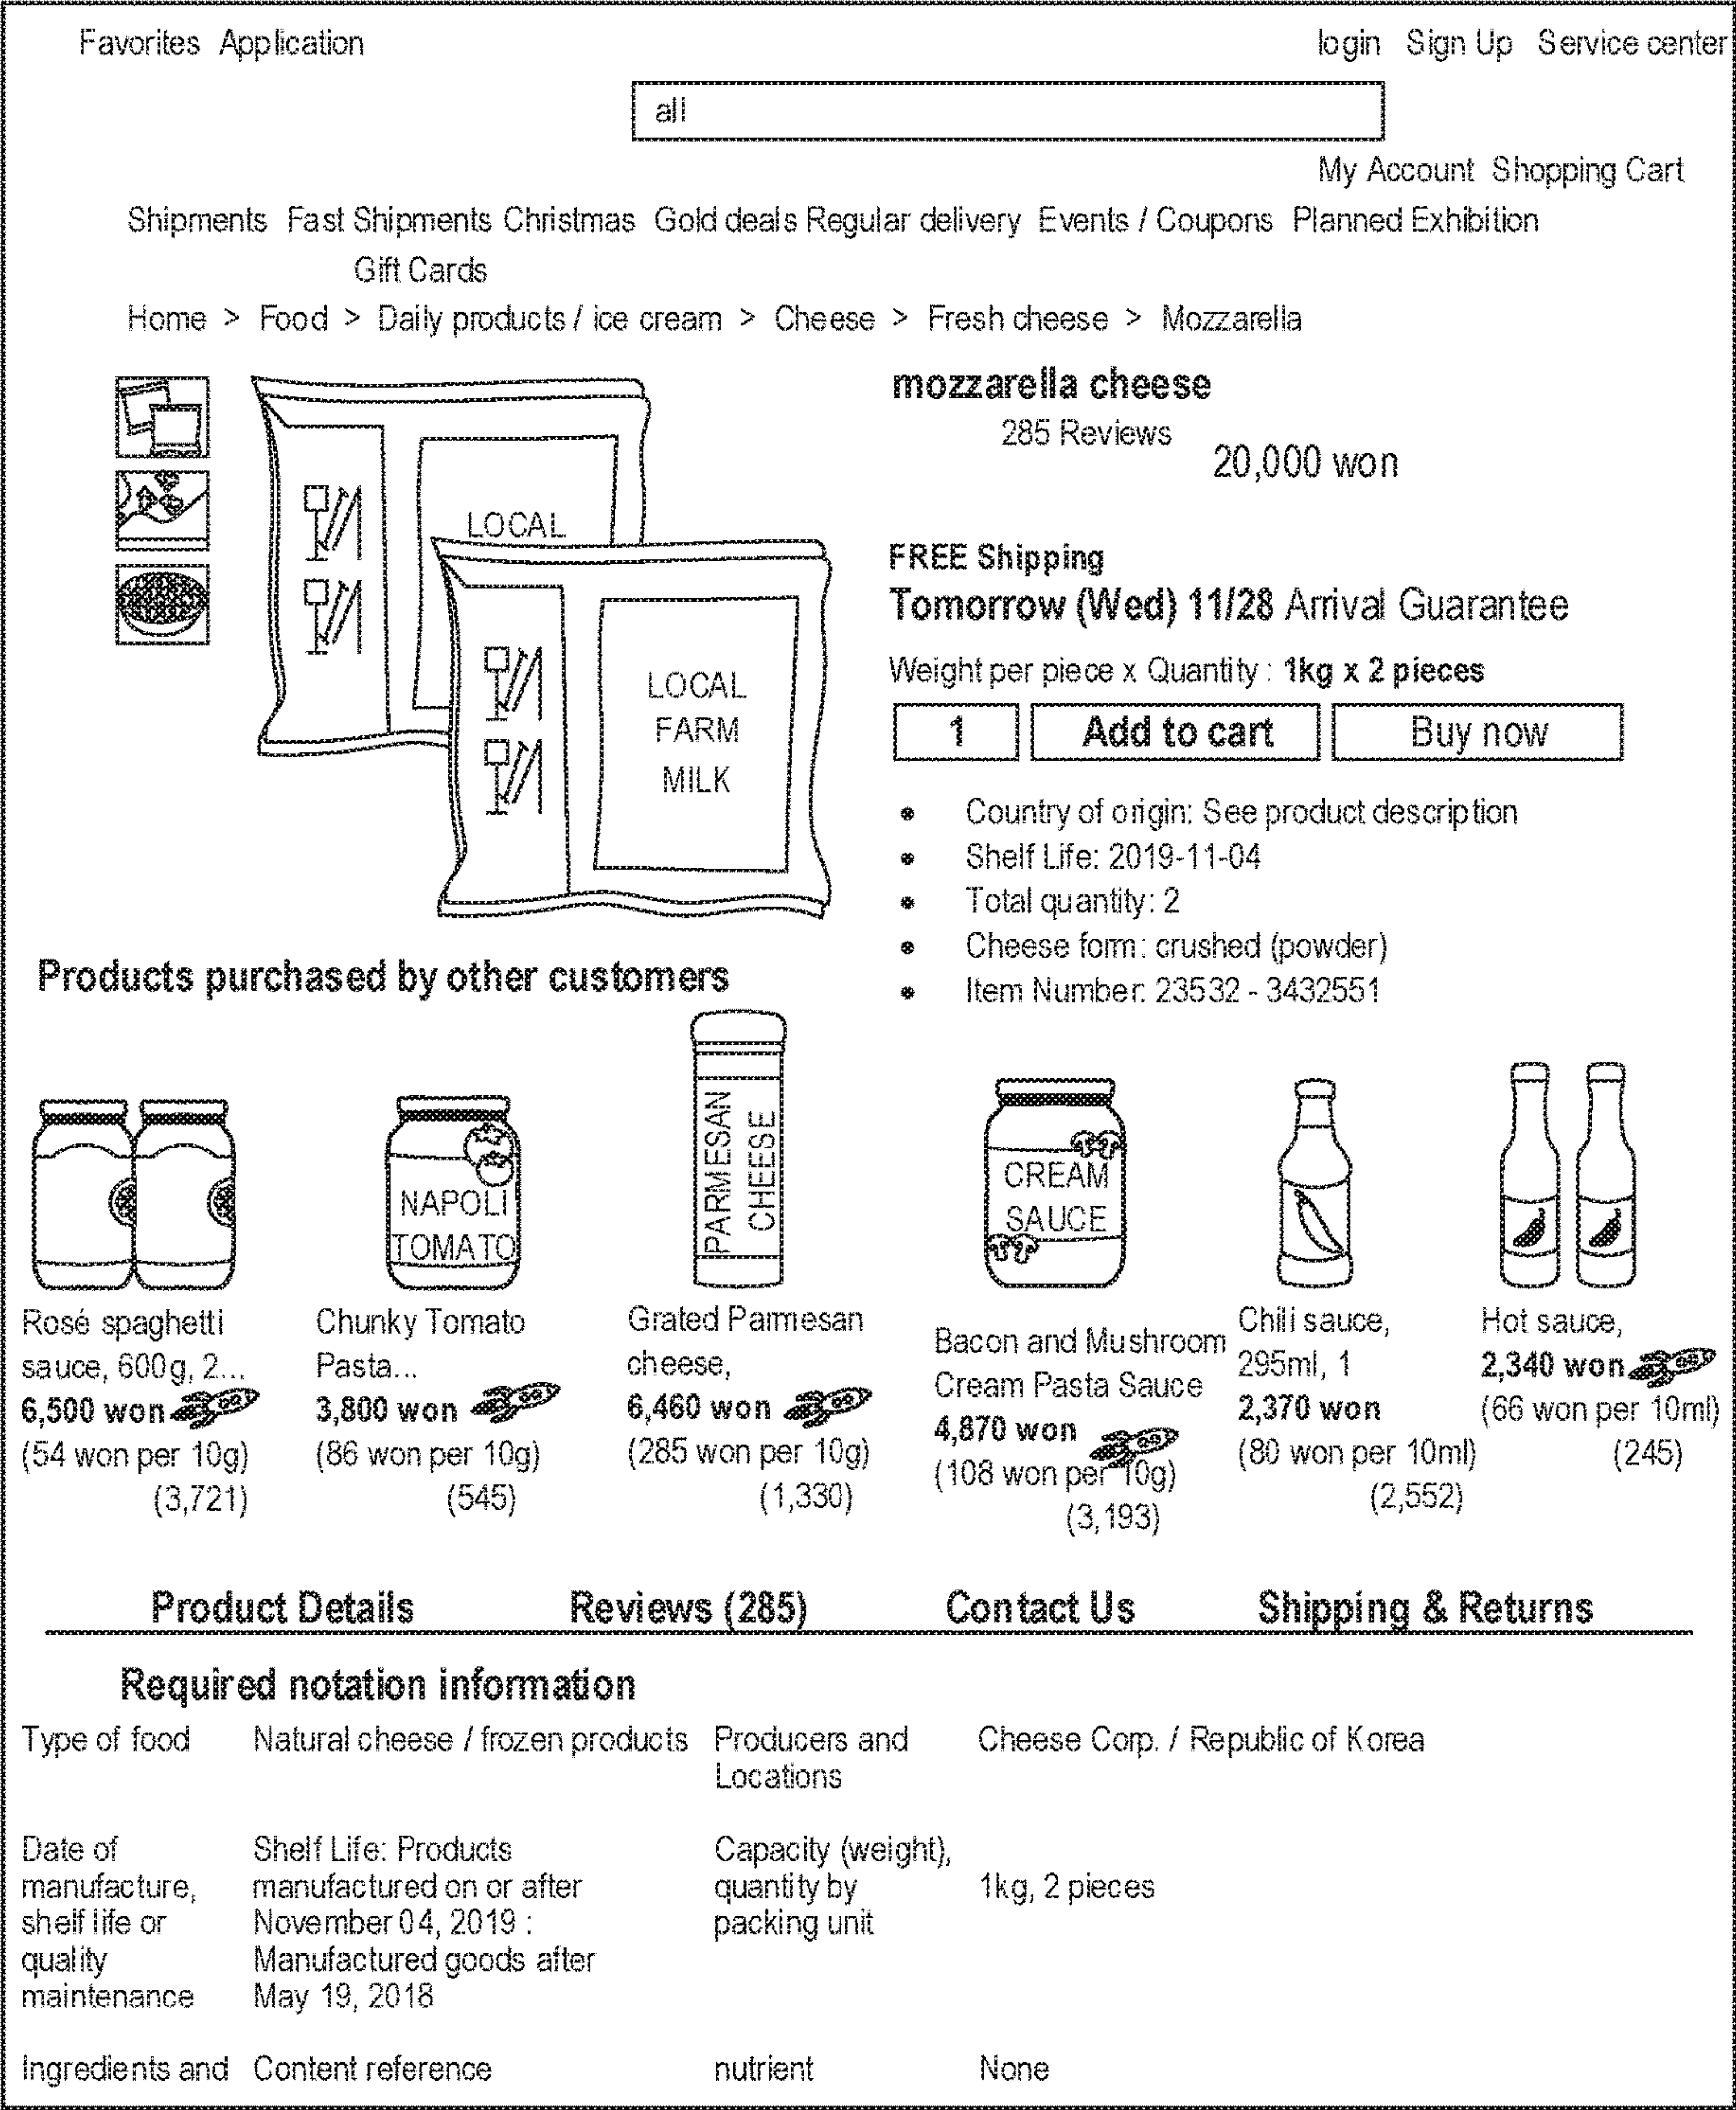 Favorites Application login Sign Up Service center
all
My Account Shopping Cart
Shipments Fast Shipments Christmas Gold deals Regular delivery Events / Coupons Planned Exhibition
Gift Cards
Home > Food > Daily products / ice cream > Cheese > Fresh cheese > Mozzarella
mozzarella cheese
285 Reviews
20,000 won
LOCAL
FREE Shipping
Tomorrow (Wed) 11/28 Arrival Guarantee
Weight per piece x Quantity : 1kg x 2 pieces
LOCAL
FARM
MILK
1 Add to cart Buy now
• Country of origin: See product description
• Shelf Life: 2019-11-04
• Total quantity: 2
• Cheese form: crushed (powder)
• Item Number: 23532 - 3432551
Products purchased by other customers
NAPOLI
TOMATO
PARMESAN
CHEESE
CREAM
SAUCE
Rosé spaghetti
sauce, 600g, 2...
6,500 won
(54 won per 10g)
(3,721)
Chunky Tomato
Pasta...
3,800 won
(86 won per 10g)
(545)
Grated Parmesan
cheese,
6,460 won
(285 won per 10g)
(1,330)
Bacon and Mushroom
Cream Pasta Sauce
4,870 won
(108 won per 10g)
(3,193)
Chili sauce,
295ml, 1
2,370 won
(80 won per 10ml)
(2,552)
Hot sauce,
2,340 won
(66 won per 10ml)
(245)
Product Details Reviews (285) Contact Us Shipping & Returns
Required notation information
Type of food
Natural cheese / frozen products
Producers and
Locations
Cheese Corp. / Republic of Korea
Date of
manufacture,
shelf life or
quality
maintenance
Shelf Life: Products
manufactured on or after
November 04, 2019 :
Manufactured goods after
May 19, 2018
Capacity (weight),
quantity by
packing unit
1kg, 2 pieces
Ingredients and
Content reference
nutrient
None